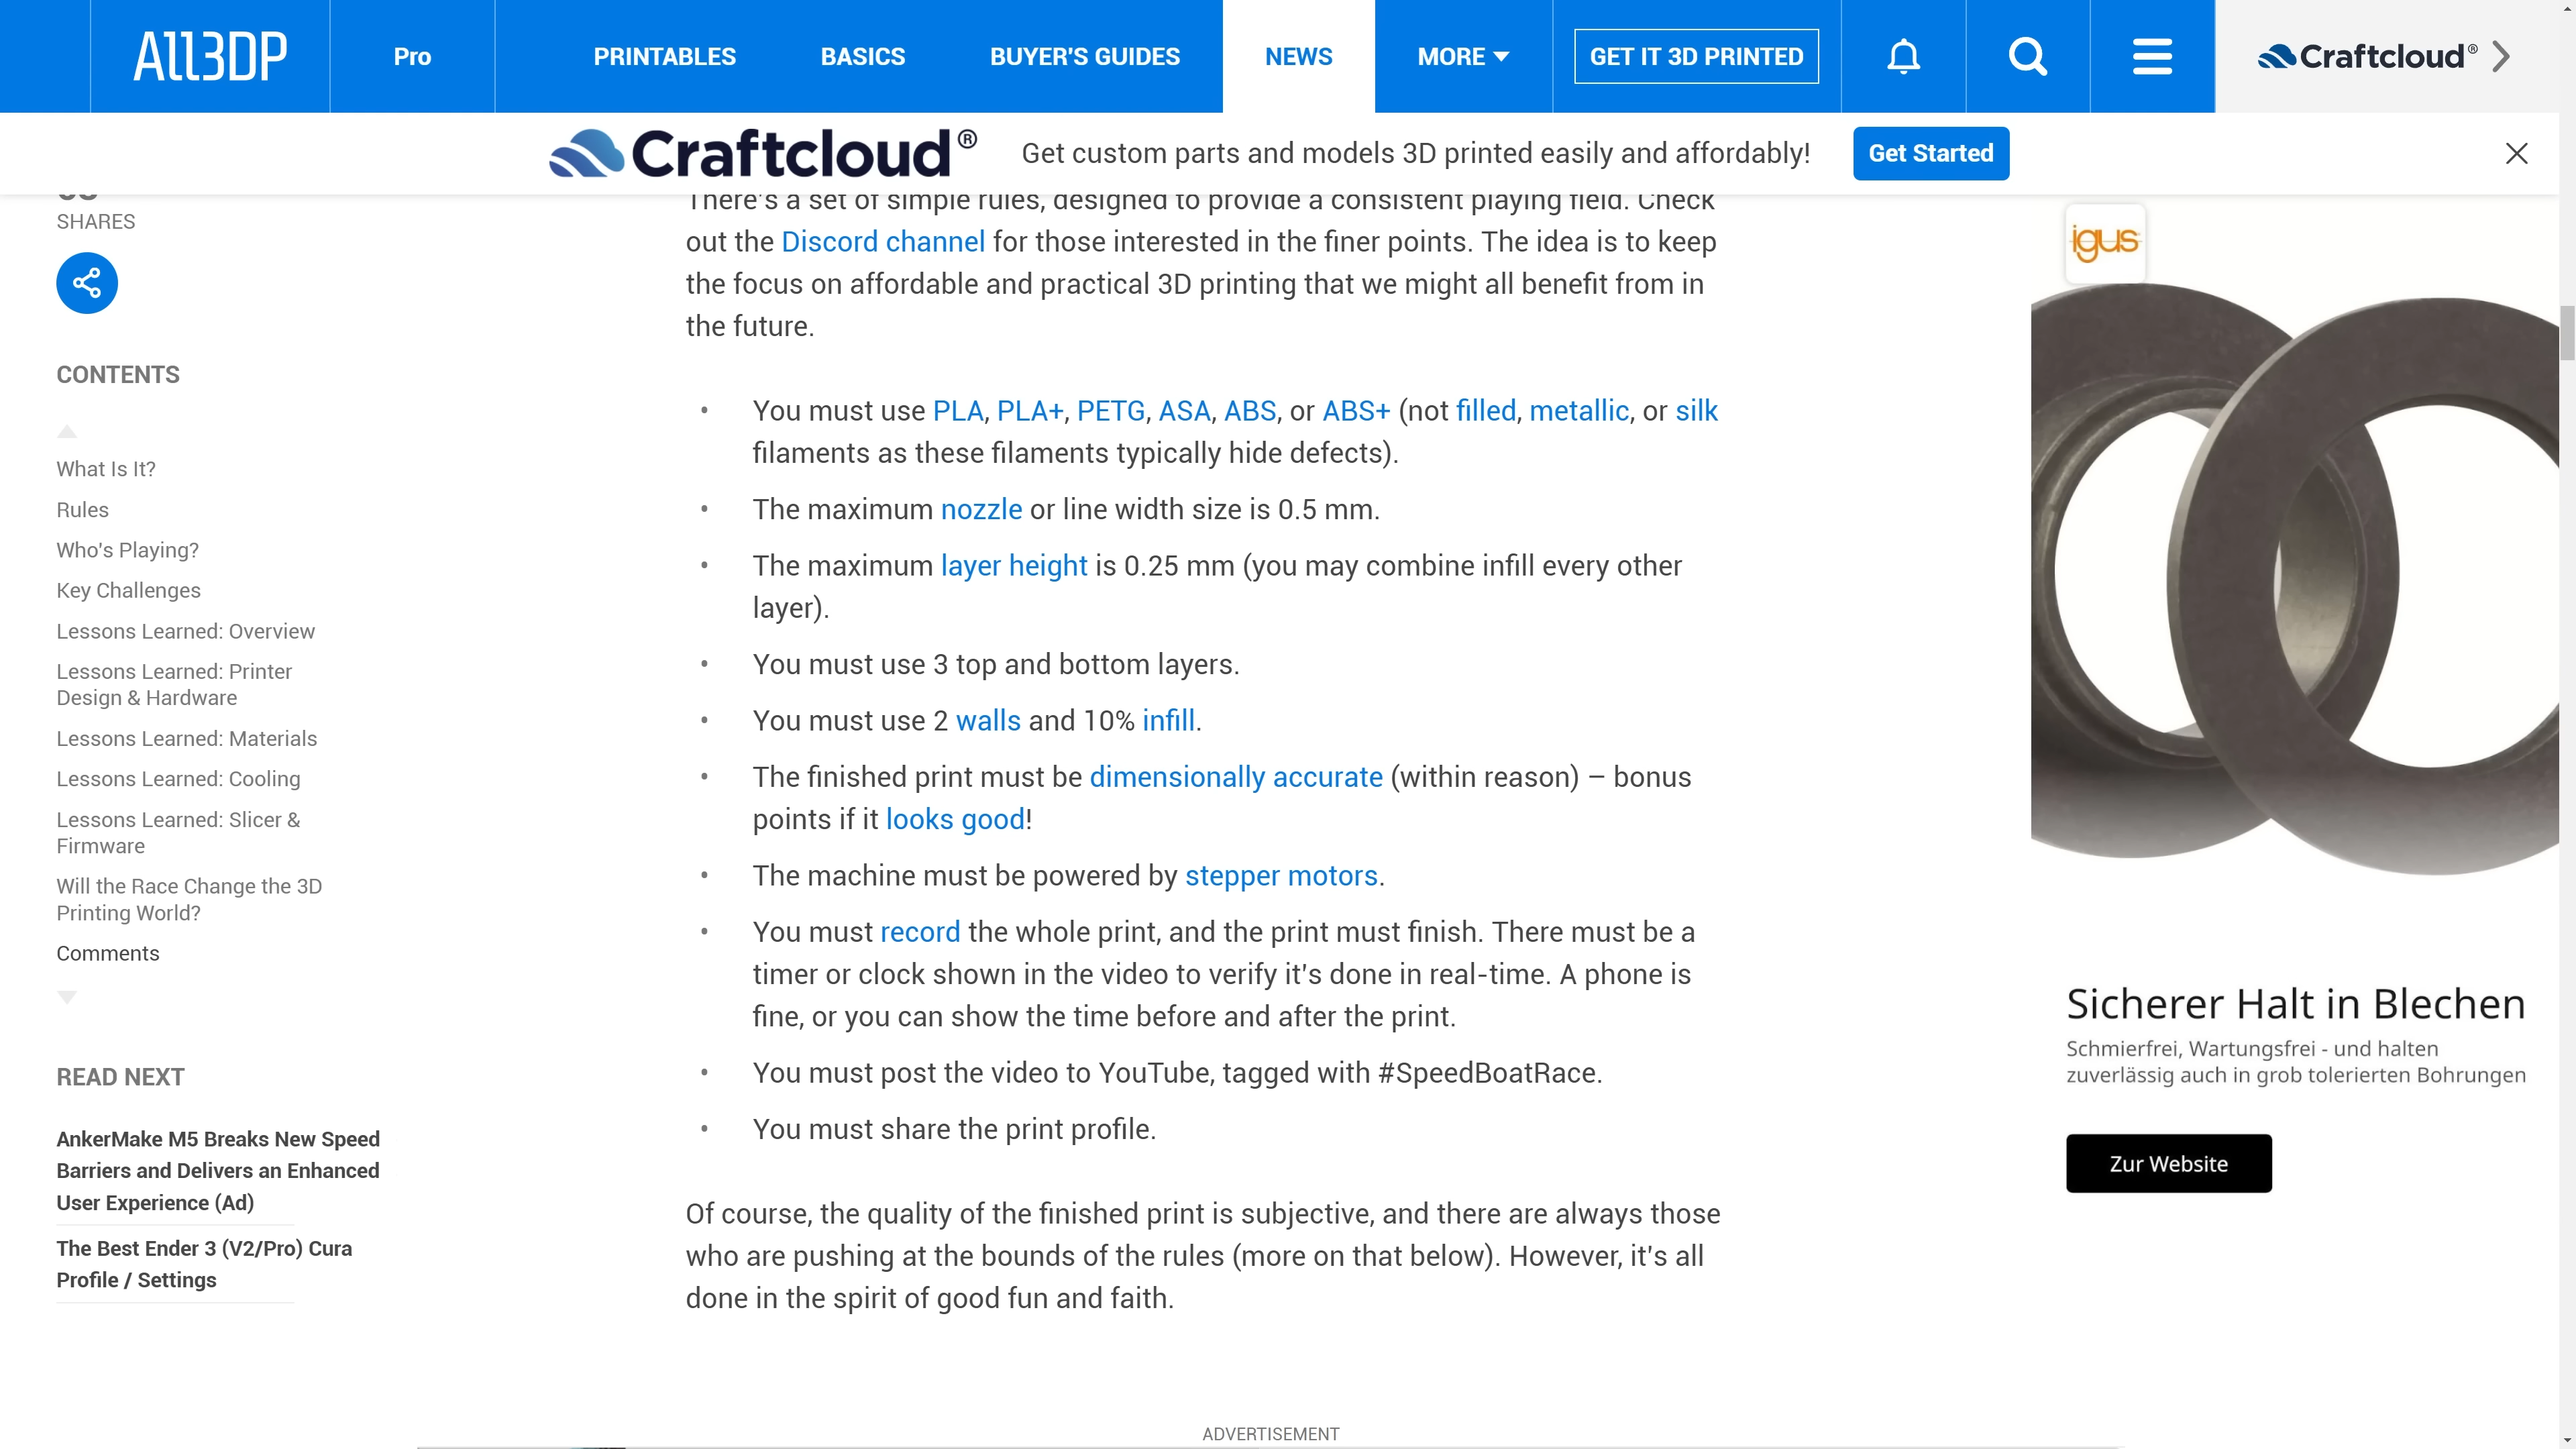 All3DP
Pro
PRINTABLES
BASICS
BUYER'S GUIDES
NEWS
MORE
GET IT 3D PRINTED
Craftcloud®
Craftcloud®
Get custom parts and models 3D printed easily and affordably!
Get Started
SHARES
CONTENTS
What Is It?
Rules
Who's Playing?
Key Challenges
Lessons Learned: Overview
Lessons Learned: Printer
Design & Hardware
Lessons Learned: Materials
Lessons Learned: Cooling
Lessons Learned: Slicer &
Firmware
Will the Race Change the 3D
Printing World?
Comments
READ NEXT
AnkerMake M5 Breaks New Speed
Barriers and Delivers an Enhanced
User Experience (Ad)
The Best Ender 3 (V2/Pro) Cura
Profile / Settings
There's a set of simple rules, designed to provide a consistent playing field. Check
out the Discord channel for those interested in the finer points. The idea is to keep
the focus on affordable and practical 3D printing that we might all benefit from in
the future.
• You must use PLA, PLA+, PETG, ASA, ABS, or ABS+ (not filled, metallic, or silk
filaments as these filaments typically hide defects).
• The maximum nozzle or line width size is 0.5 mm.
• The maximum layer height is 0.25 mm (you may combine infill every other
layer).
• You must use 3 top and bottom layers.
• You must use 2 walls and 10% infill.
• The finished print must be dimensionally accurate (within reason) – bonus
points if it looks good!
• The machine must be powered by stepper motors.
• You must record the whole print, and the print must finish. There must be a
timer or clock shown in the video to verify it's done in real-time. A phone is
fine, or you can show the time before and after the print.
• You must post the video to YouTube, tagged with #SpeedBoatRace.
• You must share the print profile.
Of course, the quality of the finished print is subjective, and there are always those
who are pushing at the bounds of the rules (more on that below). However, it's all
done in the spirit of good fun and faith.
ADVERTISEMENT
igus
Sicherer Halt in Blechen
Schmierfrei, Wartungsfrei - und halten
zuverlässig auch in grob tolerierten Bohrungen
Zur Website